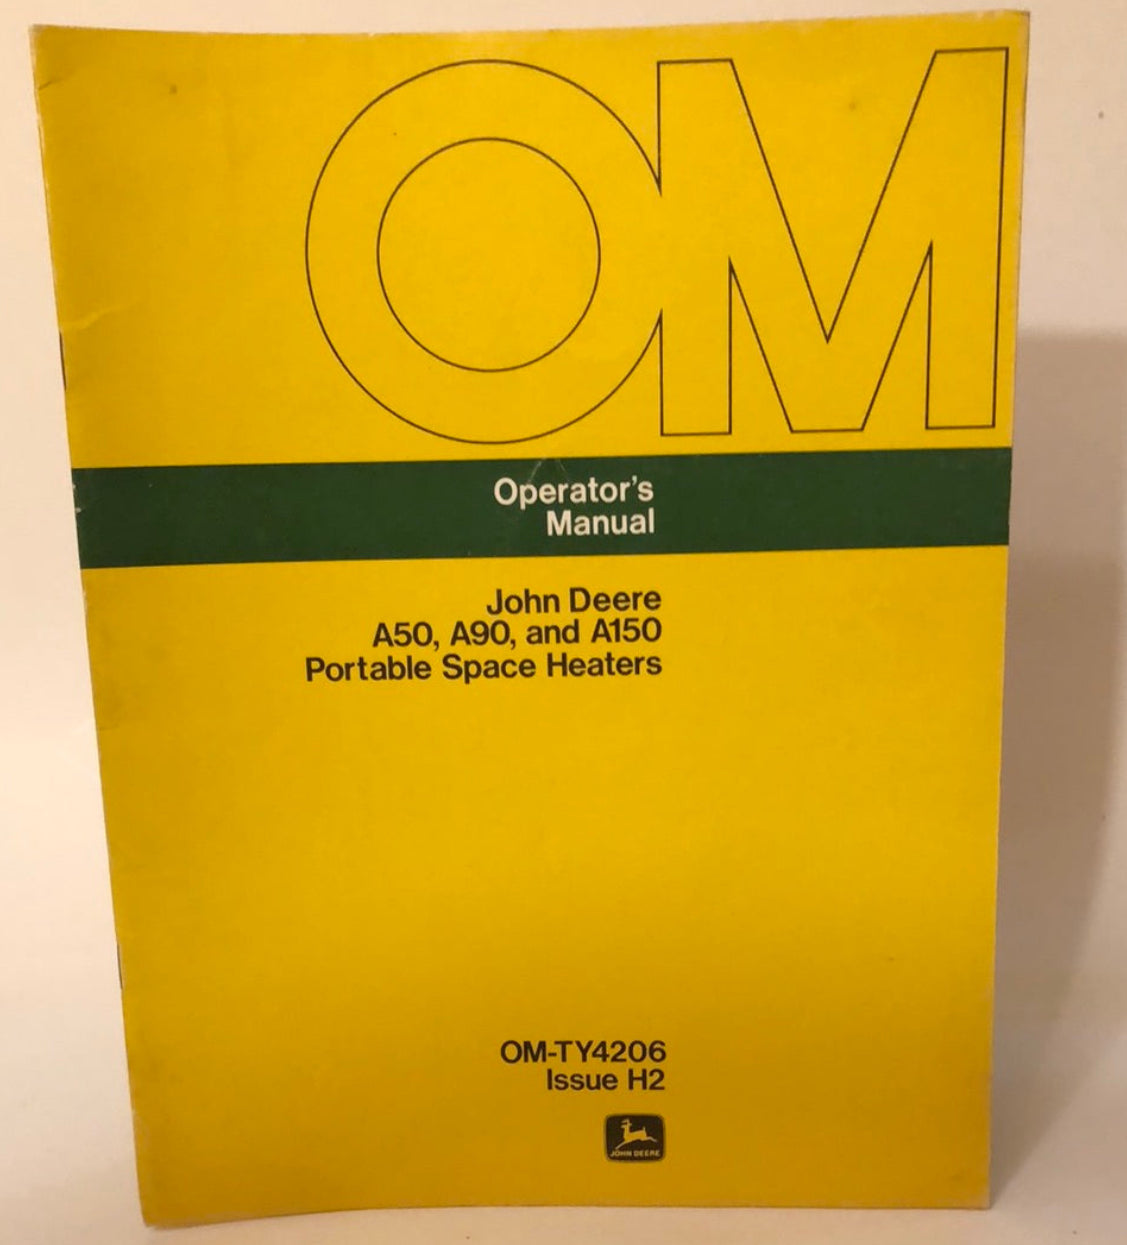 OM
Operator's
Manual
John Deere
A50, A90, and A150
Portable Space Heaters
OM-TY4206
Issue H2
JOHN DEERE